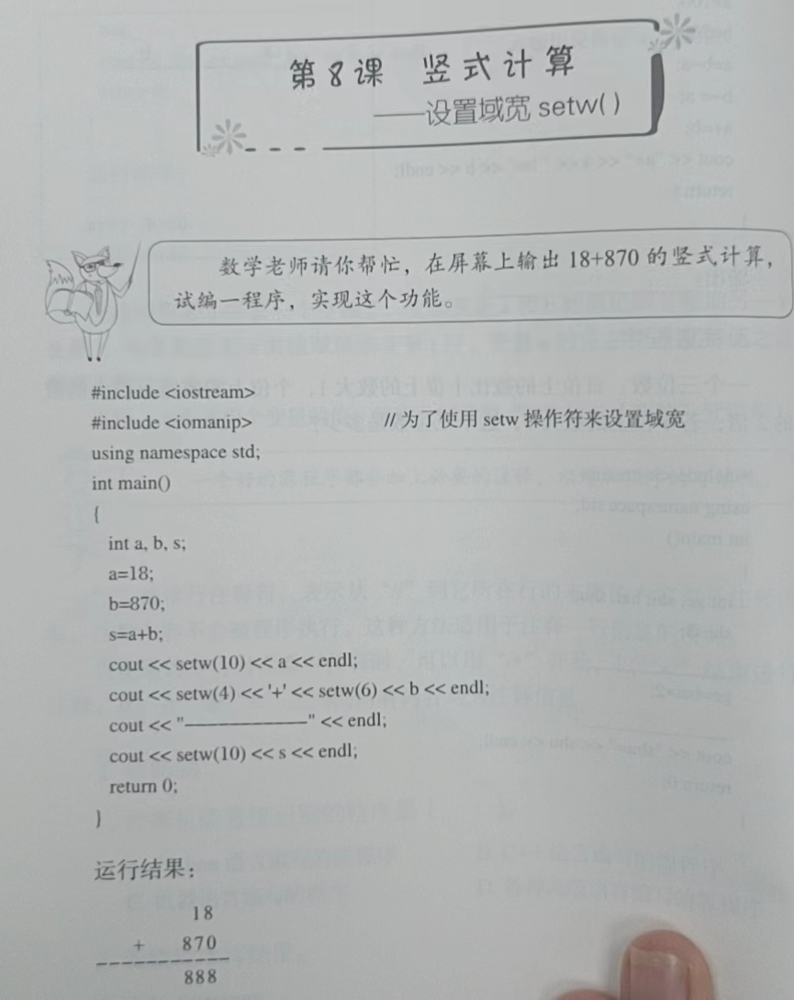 第8课 竖式计算
——设置域宽 setw( )
数学老师请你帮忙，在屏幕上输出 18+870 的竖式计算，
试编一程序，实现这个功能。
#include <iostream>
#include <iomanip> // 为了使用 setw 操作符来设置域宽
using namespace std;
int main()
{
int a, b, s;
a=18;
b=870;
s=a+b;
cout << setw(10) << a << endl;
cout << setw(4) << '+' << setw(6) << b << endl;
cout << "——————————" << endl;
cout << setw(10) << s << endl;
return 0;
}
运行结果：
18
+ 870
------------
888